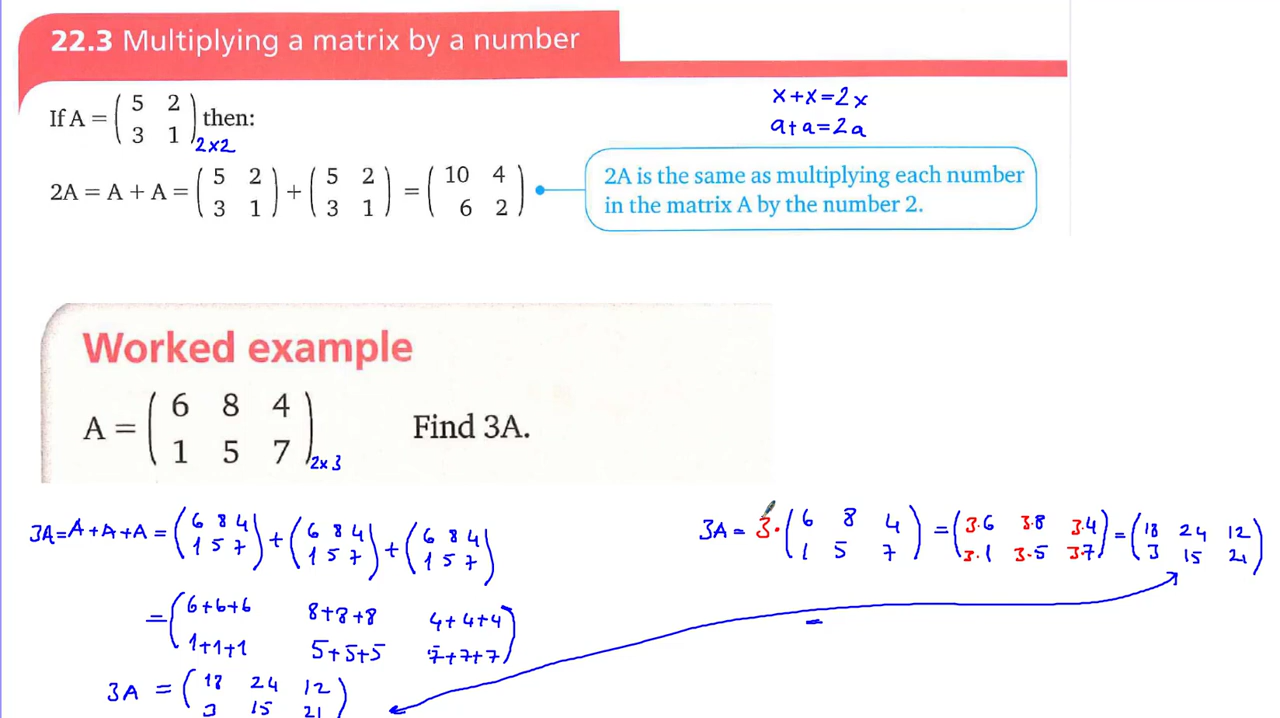 22.3 Multiplying a matrix by a number
If A = ( 5 2 ) then:
( 3 1 ) 2x2
x+x=2x
a+a=2a
2A = A + A = ( 5 2 ) + ( 5 2 ) = ( 10 4 )
( 3 1 ) ( 3 1 ) ( 6 2 )
2A is the same as multiplying each number
in the matrix A by the number 2.
Worked example
A = ( 6 8 4 ) Find 3A.
( 1 5 7 ) 2x3
3A=A+A+A = ( 6 8 4 ) + ( 6 8 4 ) + ( 6 8 4 )
( 1 5 7 ) ( 1 5 7 ) ( 1 5 7 )
= ( 6+6+6 8+8+8 4+4+4 )
( 1+1+1 5+5+5 7+7+7 )
3A = ( 18 24 12 )
( 3 15 21 )
3A = 3· ( 6 8 4 ) = ( 3·6 3·8 3·4 ) = ( 18 24 12 )
( 1 5 7 ) ( 3·1 3·5 3·7 ) ( 3 15 21 )
=